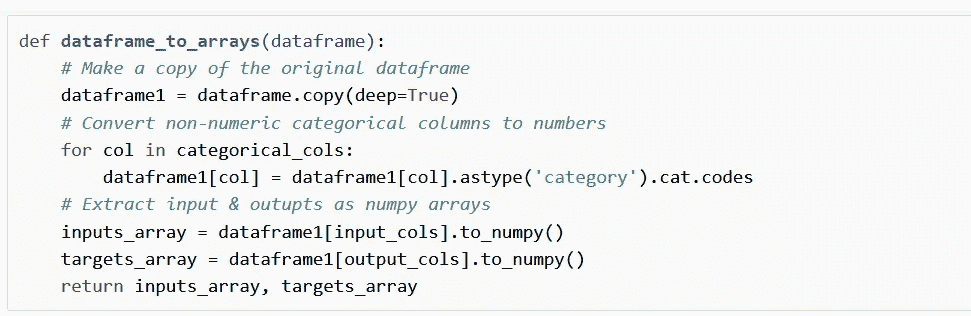 def dataframe_to_arrays(dataframe):
    # Make a copy of the original dataframe
    dataframe1 = dataframe.copy(deep=True)
    # Convert non-numeric categorical columns to numbers
    for col in categorical_cols:
        dataframe1[col] = dataframe1[col].astype('category').cat.codes
    # Extract input & outupts as numpy arrays
    inputs_array = dataframe1[input_cols].to_numpy()
    targets_array = dataframe1[output_cols].to_numpy()
    return inputs_array, targets_array